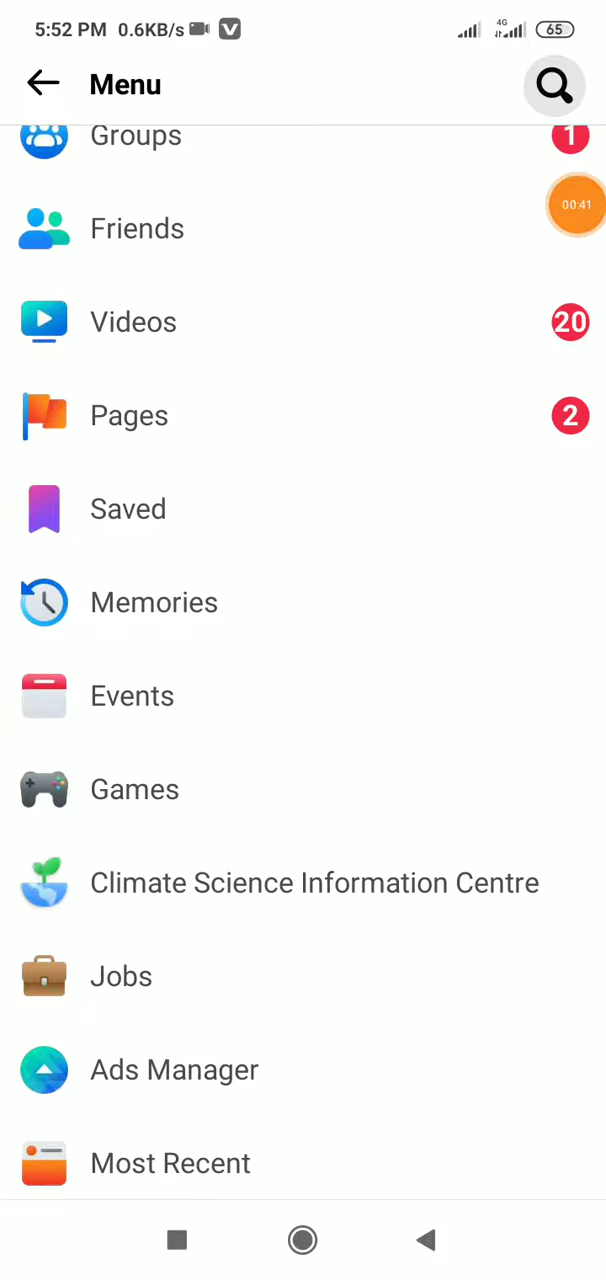 5:52 PM 0.6KB/s V 4G 65
Menu
Groups 1
00:41
Friends
Videos 20
Pages 2
Saved
Memories
Events
Games
Climate Science Information Centre
Jobs
Ads Manager
Most Recent